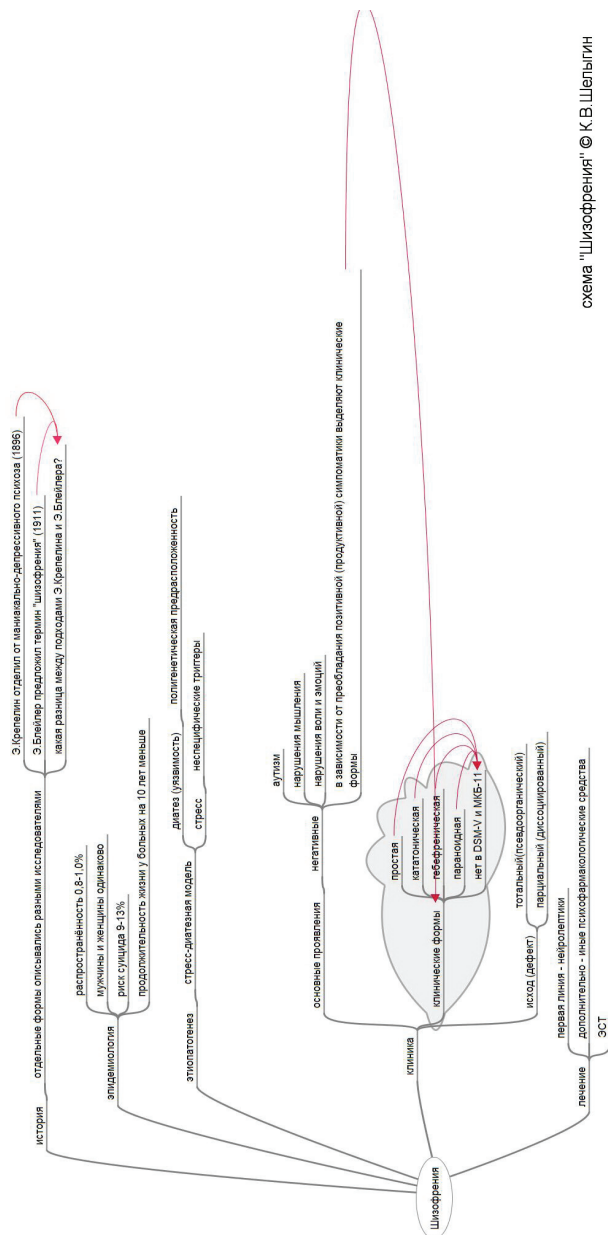 Шизофрения
история
отдельные формы описывались разными исследователями
Э.Крепелин отделил от маниакально-депрессивного психоза (1896)
Э.Блейлер предложил термин "шизофрения" (1911)
какая разница между подходами Э.Крепелина и Э.Блейлера?
эпидемиология
распространённость 0,8-1,0%
мужчины и женщины одинаково
риск суицида 9-13%
продолжительность жизни у больных на 10 лет меньше
этиопатогенез
стресс-диатезная модель
диатез (уязвимость)
полигенетическая предрасположенность
стресс
неспецифические триггеры
клиника
основные проявления
негативные
аутизм
нарушения мышления
нарушения воли и эмоций
в зависимости от преобладания позитивной (продуктивной) симпоматики выделяют клинические
формы
клинические формы
простая
кататоническая
гебефреническая
параноидная
нет в DSM-V и МКБ-11
исход (дефект)
тотальный(псевдоорганический)
парциальный (диссоциированный)
лечение
первая линия - нейролептики
дополнительно - иные психофармакологические средства
ЭСТ
схема "Шизофрения" © К.В.Шелыгин